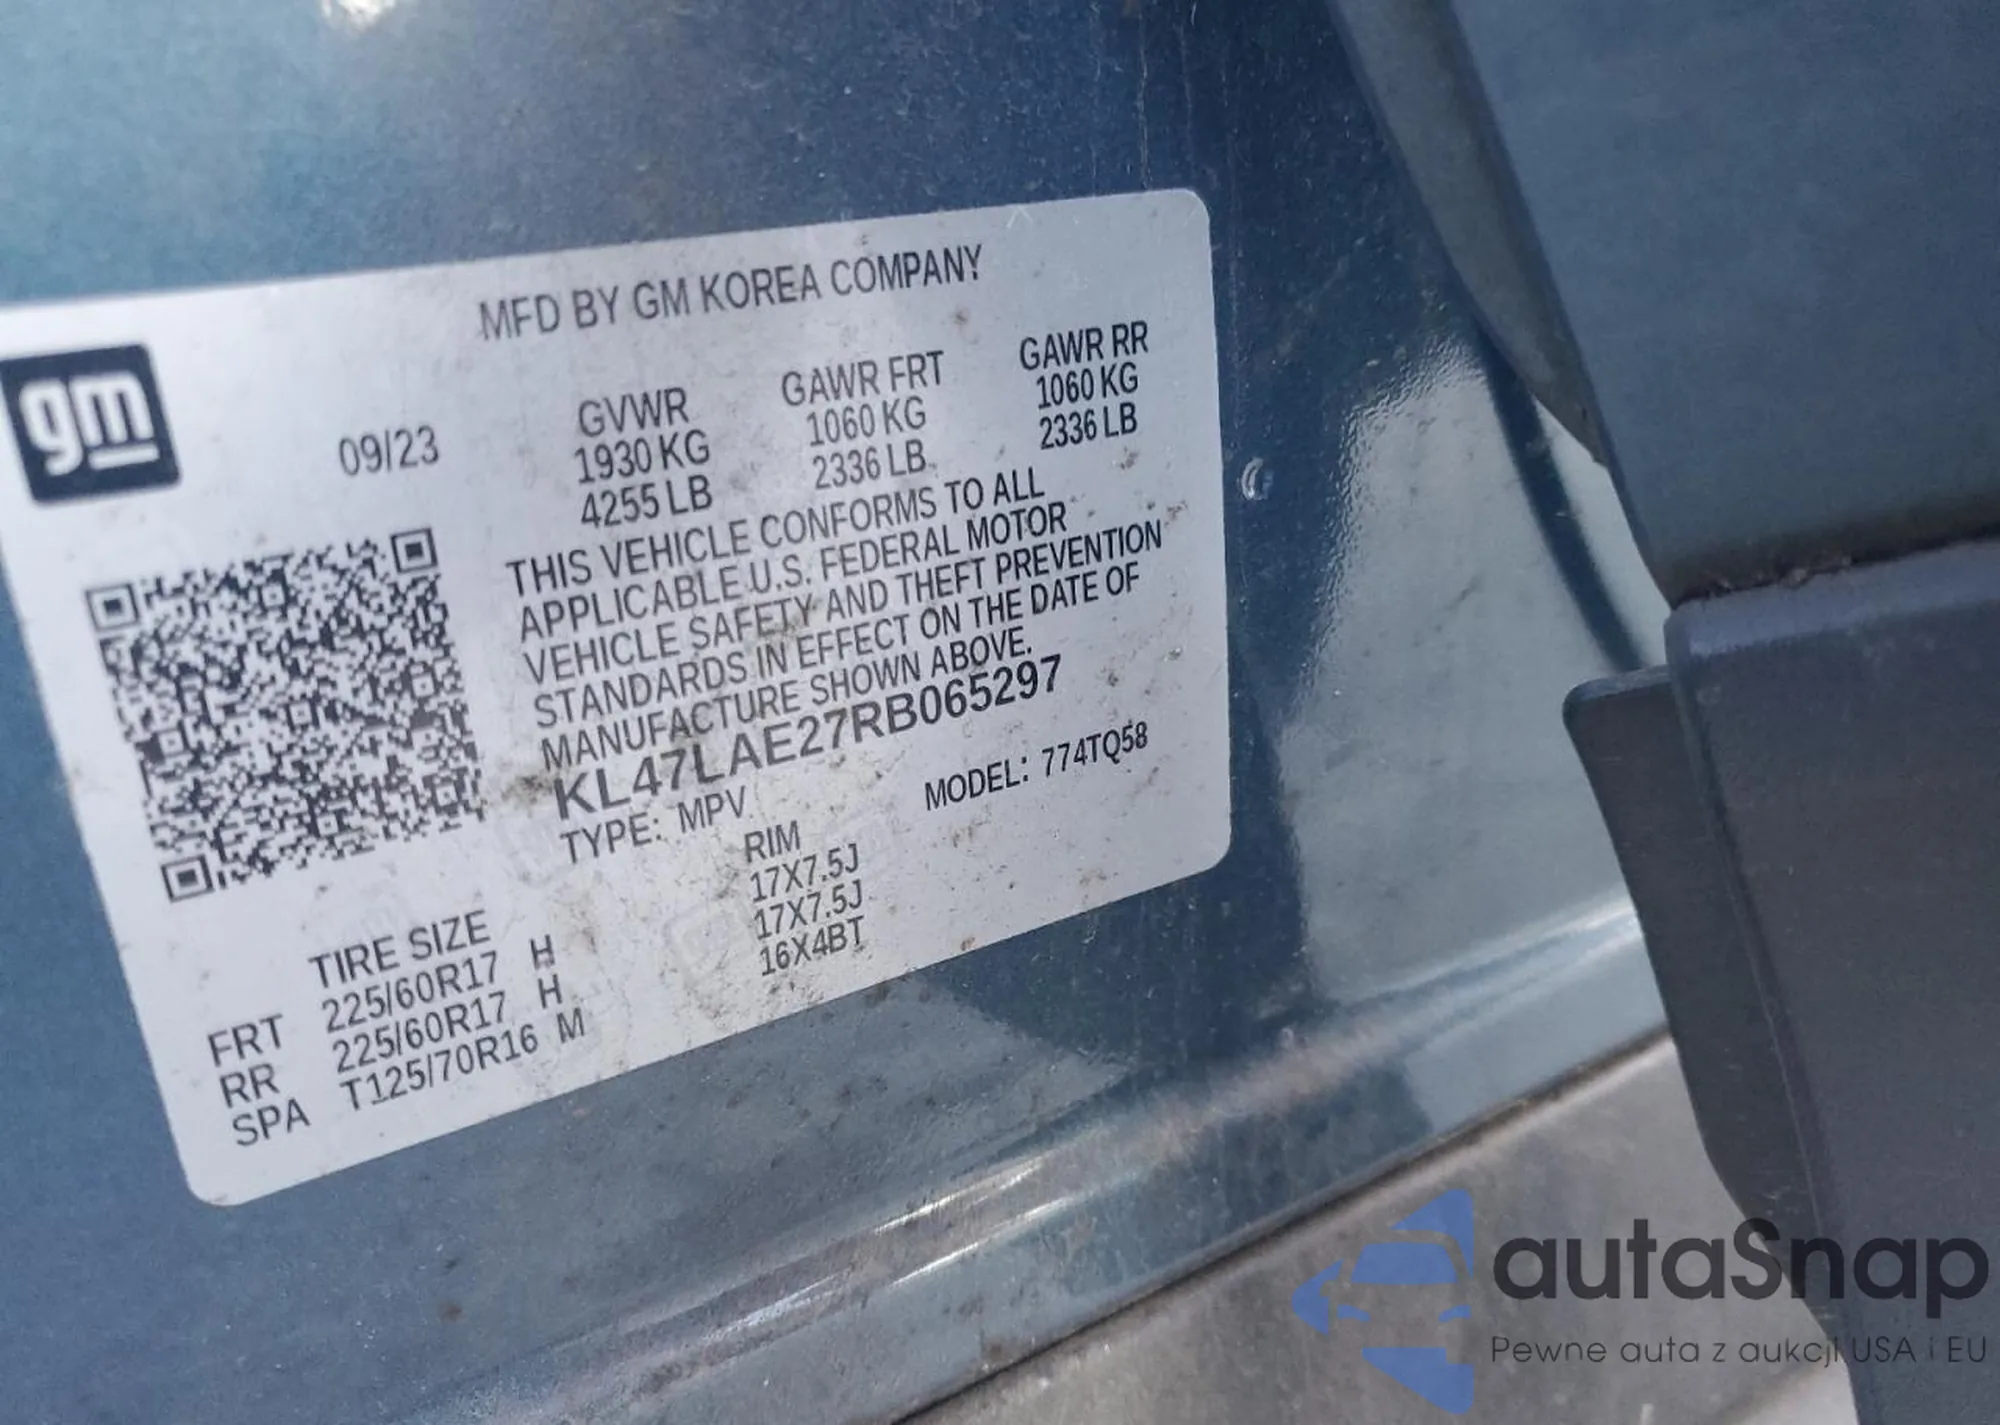 MFD BY GM KOREA COMPANY
gm
09/23
GVWR
1930 KG
4255 LB
GAWR FRT
1060 KG
2336 LB
GAWR RR
1060 KG
2336 LB
THIS VEHICLE CONFORMS TO ALL
APPLICABLE U.S. FEDERAL MOTOR
VEHICLE SAFETY AND THEFT PREVENTION
STANDARDS IN EFFECT ON THE DATE OF
MANUFACTURE SHOWN ABOVE.
KL47LAE27RB065297
TYPE: MPV
MODEL: 774TQ58
TIRE SIZE RIM
FRT 225/60R17 H 17X7.5J
RR 225/60R17 H 17X7.5J
SPA T125/70R16 M 16X4BT
autaSnap
Pewne auta z aukcji USA i EU